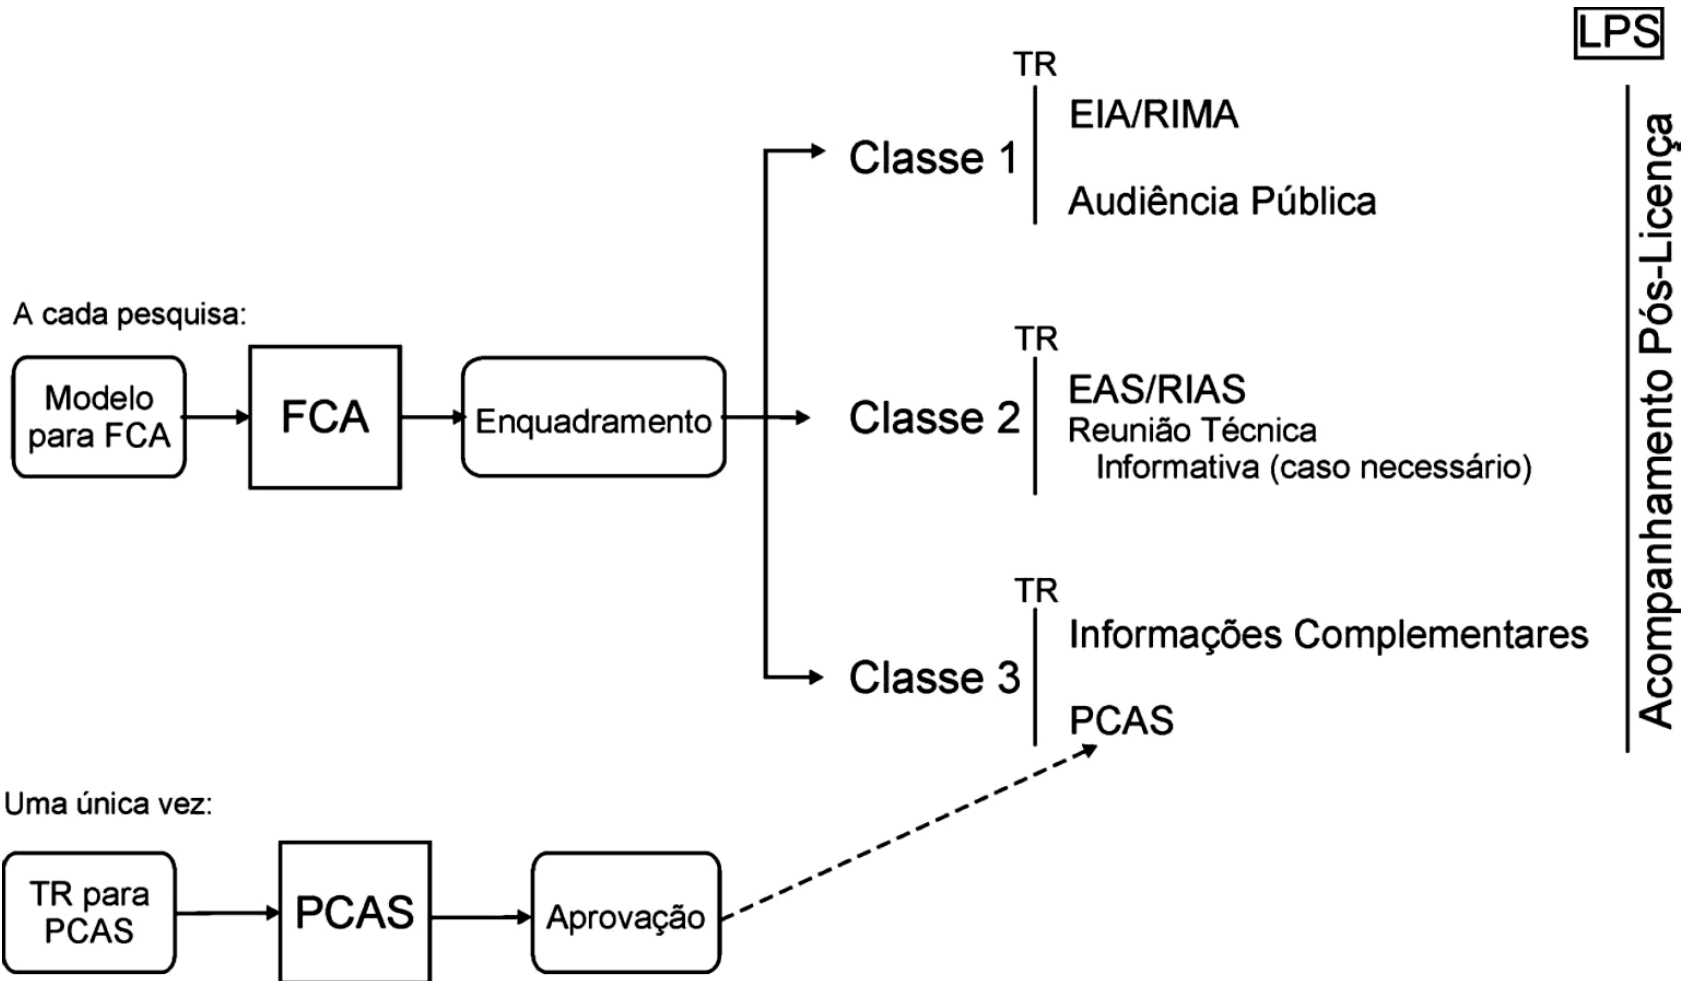 LPS
TR
EIA/RIMA
Classe 1
Audiência Pública
A cada pesquisa:
Modelo
para FCA
FCA
Enquadramento
TR
Classe 2
EAS/RIAS
Reunião Técnica
Informativa (caso necessário)
TR
Informações Complementares
Classe 3
PCAS
Acompanhamento Pós-Licença
Uma única vez:
TR para
PCAS
PCAS
Aprovação